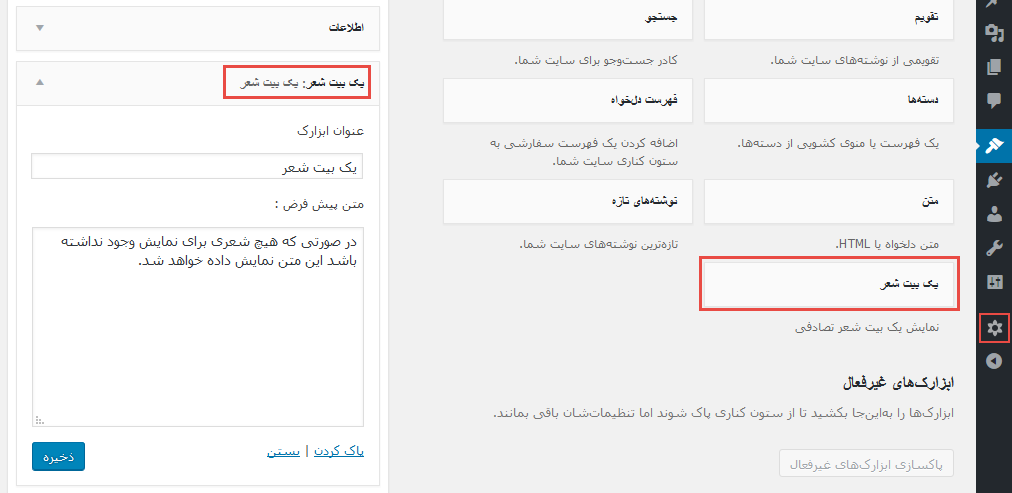 تقویم
جستجو
تقویمی از نوشته‌های سایت شما.
کادر جست‌وجو برای سایت شما.
دسته‌ها
فهرست دل‌خواه
یک فهرست یا منوی کشویی از دسته‌ها.
اضافه کردن یک فهرست سفارشی به
ستون کناری سایت شما.
متن
نوشته‌های تازه
متن دلخواه یا HTML.
تازه‌ترین نوشته‌های سایت شما.
یک بیت شعر
نمایش یک بیت شعر تصادفی
ابزارک‌های غیرفعال
ابزارک‌ها را به‌این‌جا بکشید تا از ستون کناری پاک شوند اما تنظیمات‌شان باقی بمانند.
پاکسازی ابزارک‌های غیرفعال
اطلاعات
یک بیت شعر: یک بیت شعر
عنوان ابزارک
یک بیت شعر
متن پیش فرض :
در صورتی که هیچ شعری برای نمایش وجود نداشته
باشد این متن نمایش داده خواهد شد.
پاک کردن | بستن
ذخیره